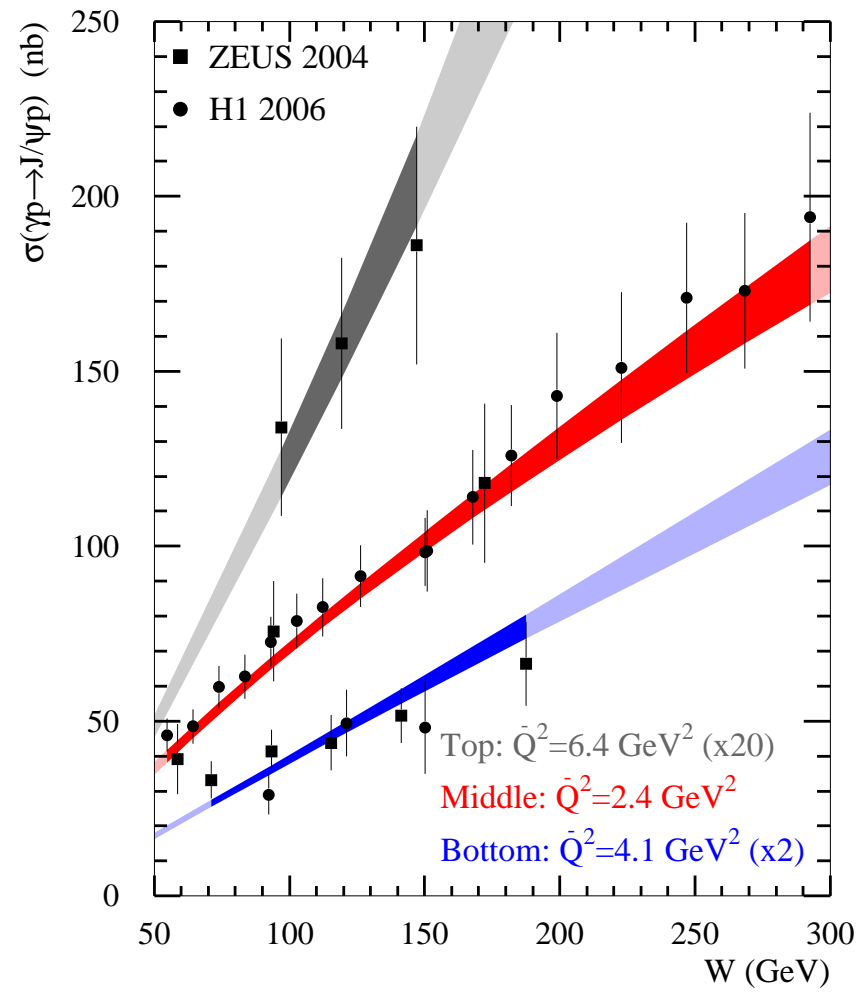 σ(γp→J/ψp) (nb)
250
200
150
100
50
0
ZEUS 2004
H1 2006
Top: Q̄²=6.4 GeV² (x20)
Middle: Q̄²=2.4 GeV²
Bottom: Q̄²=4.1 GeV² (x2)
50 100 150 200 250 300
W (GeV)